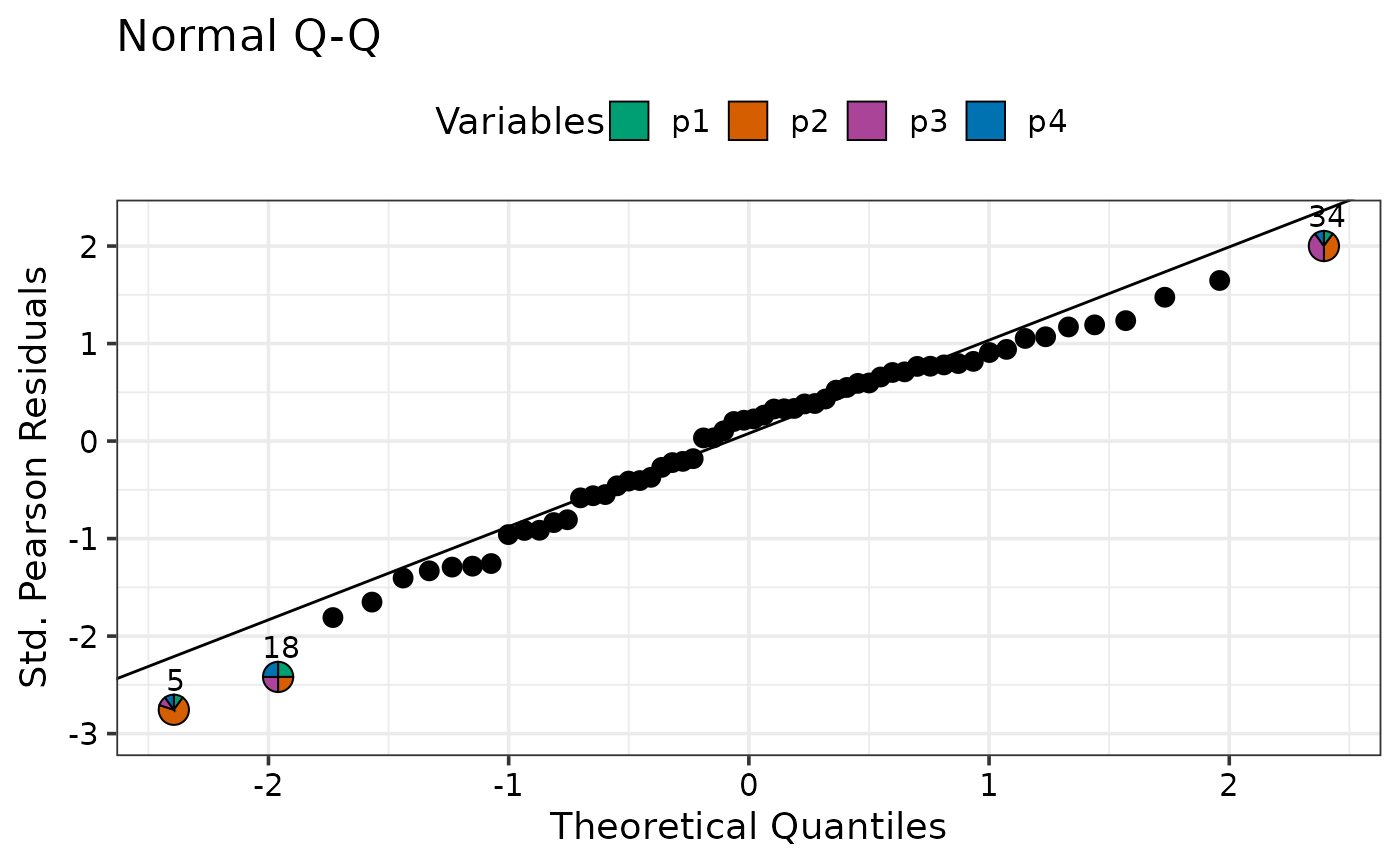 Normal Q-Q
Variables p1 p2 p3 p4
34
2
1
0
-1
-2
-3
18
5
Std. Pearson Residuals
-2 -1 0 1 2
Theoretical Quantiles